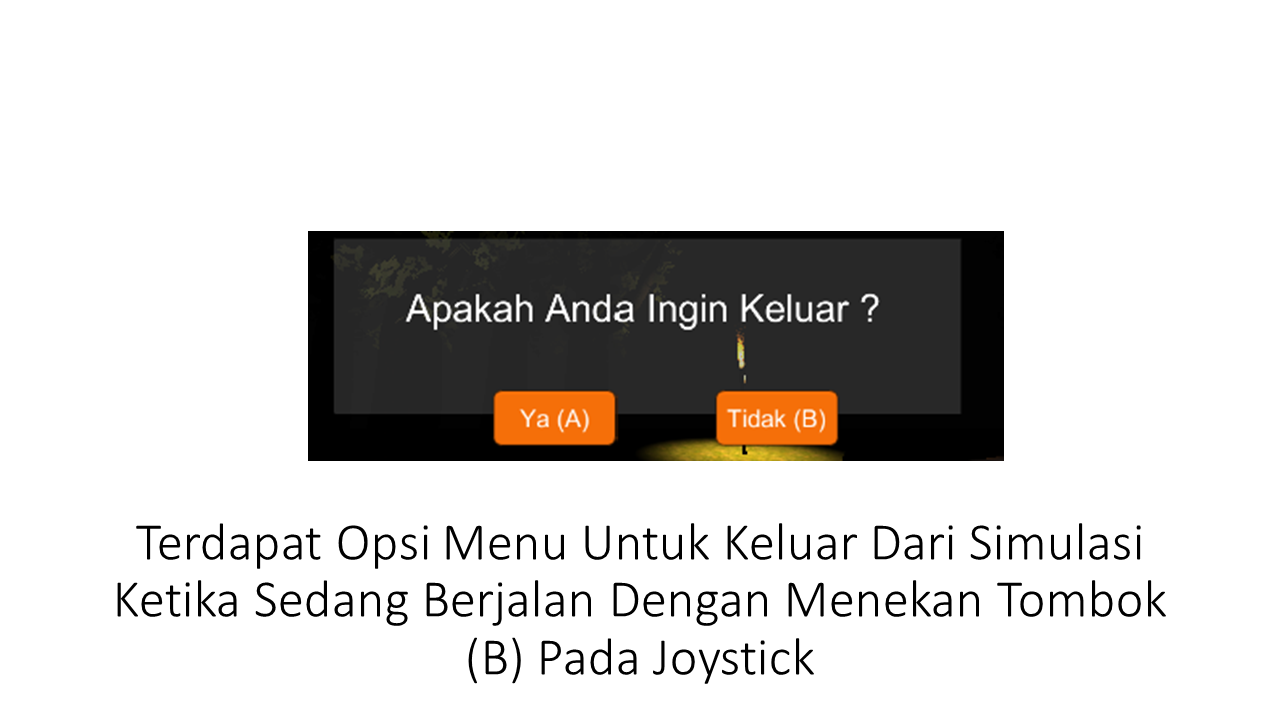 Apakah Anda Ingin Keluar ?
Ya (A)
Tidak (B)
Terdapat Opsi Menu Untuk Keluar Dari Simulasi
Ketika Sedang Berjalan Dengan Menekan Tombok
(B) Pada Joystick